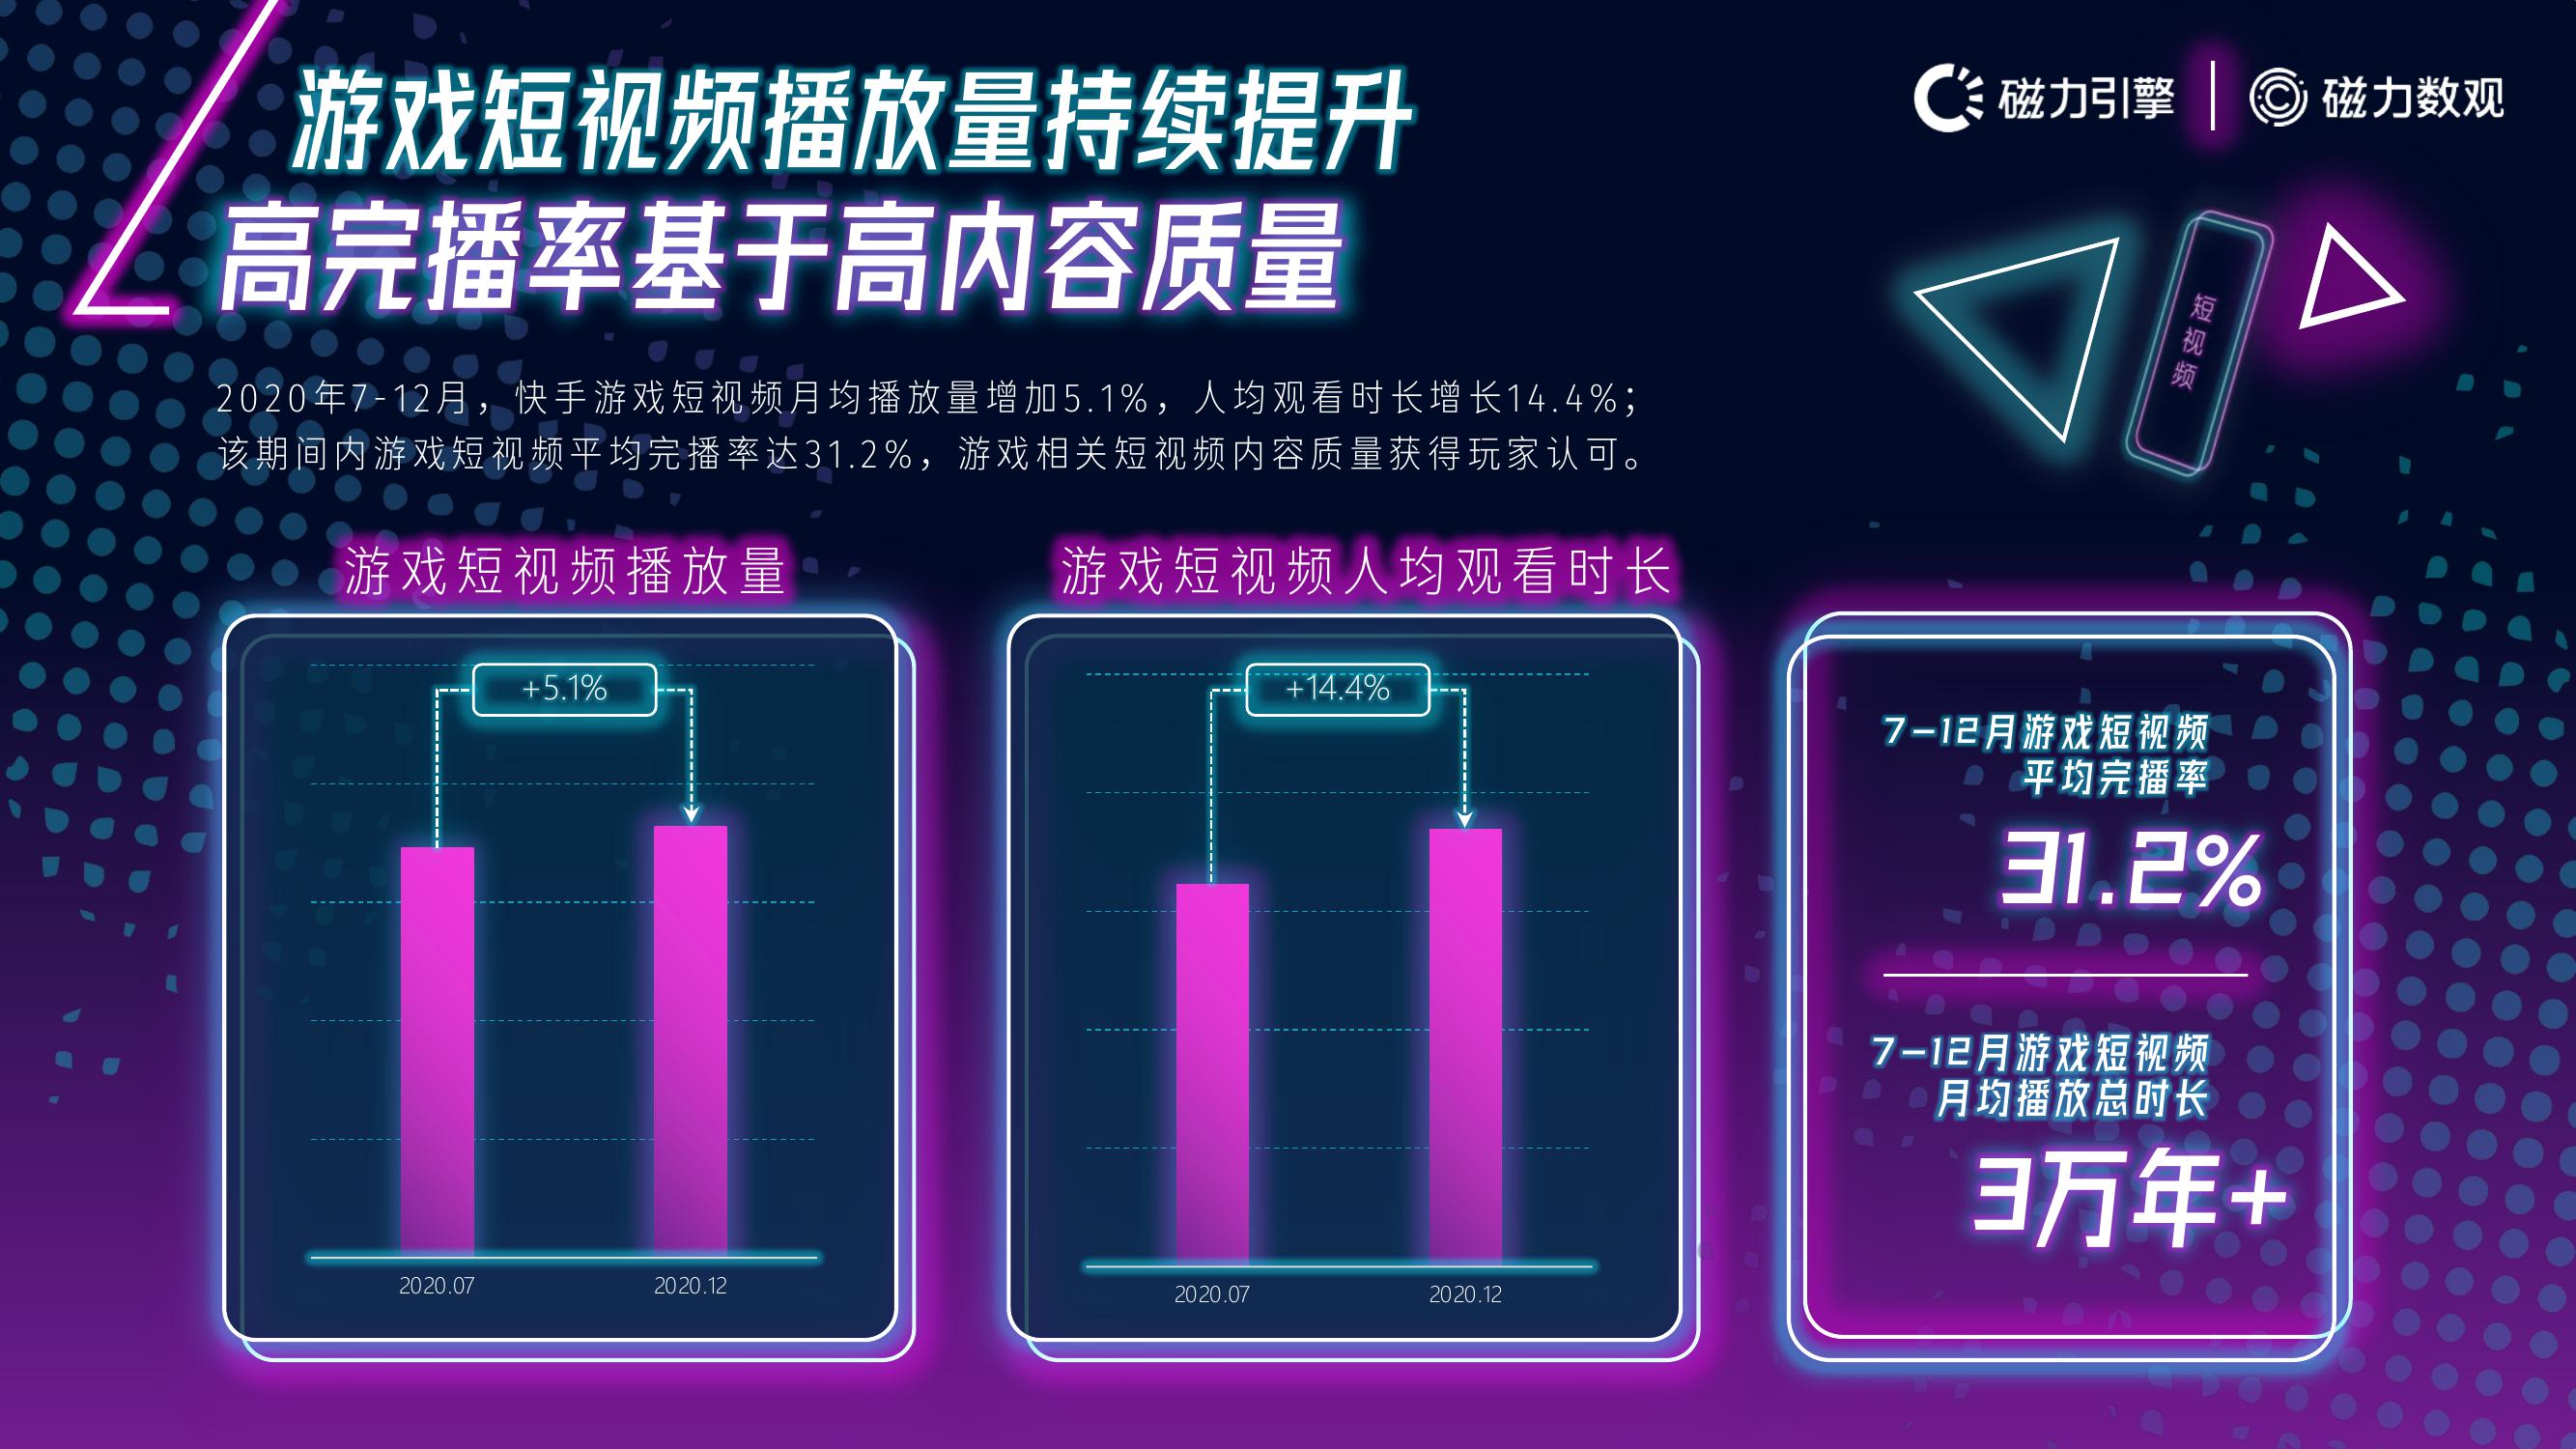 游戏短视频播放量持续提升
高完播率基于高内容质量
磁力引擎 | 磁力数观
短视频
2020年7-12月，快手游戏短视频月均播放量增加5.1%，人均观看时长增长14.4%；
该期间内游戏短视频平均完播率达31.2%，游戏相关短视频内容质量获得玩家认可。
游戏短视频播放量
+5.1%
2020.07 2020.12
游戏短视频人均观看时长
+14.4%
2020.07 2020.12
7-12月游戏短视频
平均完播率
31.2%
7-12月游戏短视频
月均播放总时长
3万年+